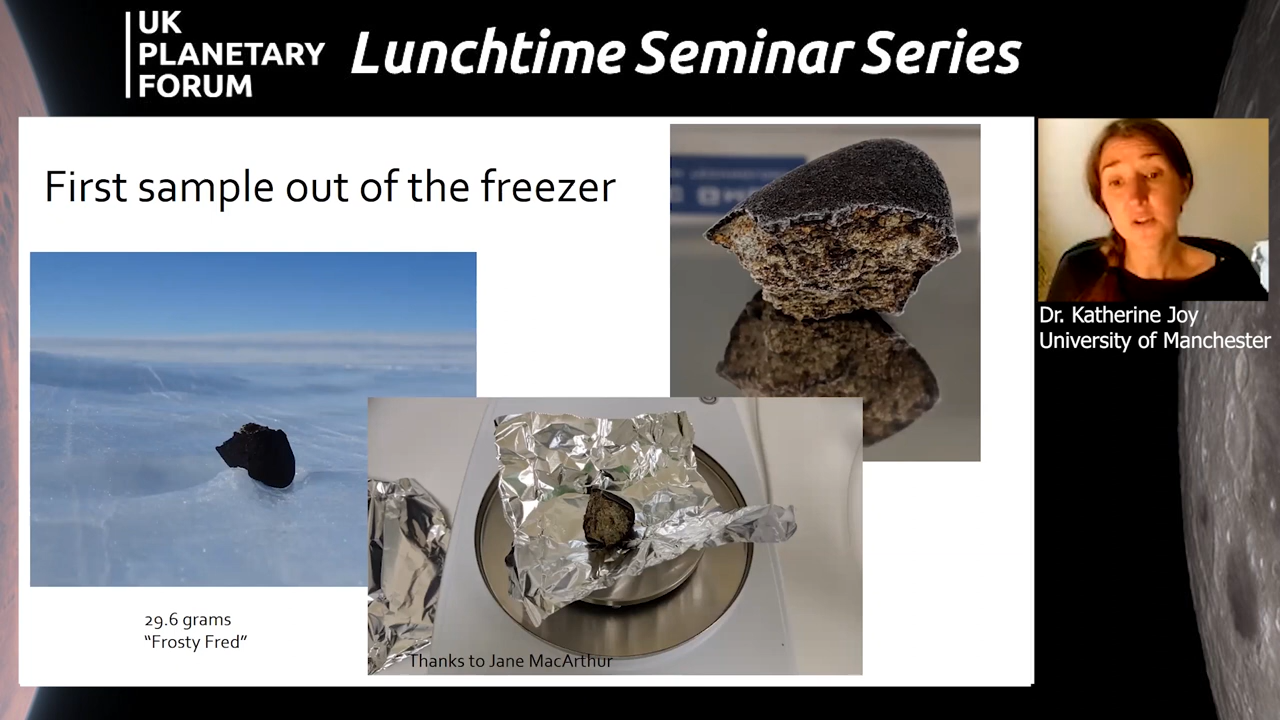 UK
PLANETARY
FORUM
Lunchtime Seminar Series
First sample out of the freezer
Dr. Katherine Joy
University of Manchester
29.6 grams
“Frosty Fred”
Thanks to Jane MacArthur